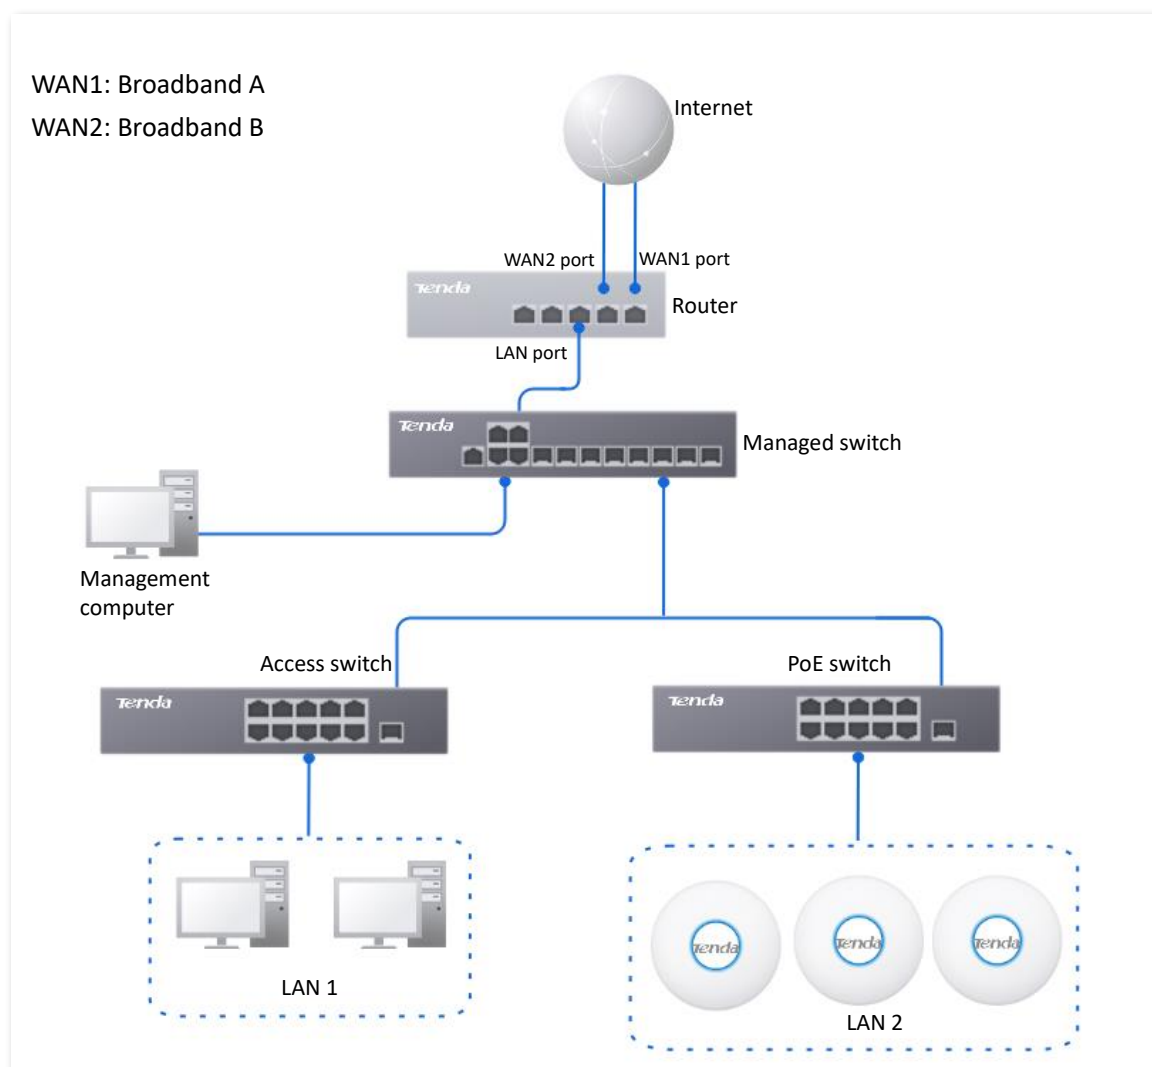 WAN1: Broadband A
WAN2: Broadband B
Internet
WAN2 port
WAN1 port
Tenda
Router
LAN port
Tenda
Managed switch
Management
computer
Access switch
PoE switch
Tenda
Tenda
Tenda
Tenda
Tenda
LAN 1
LAN 2